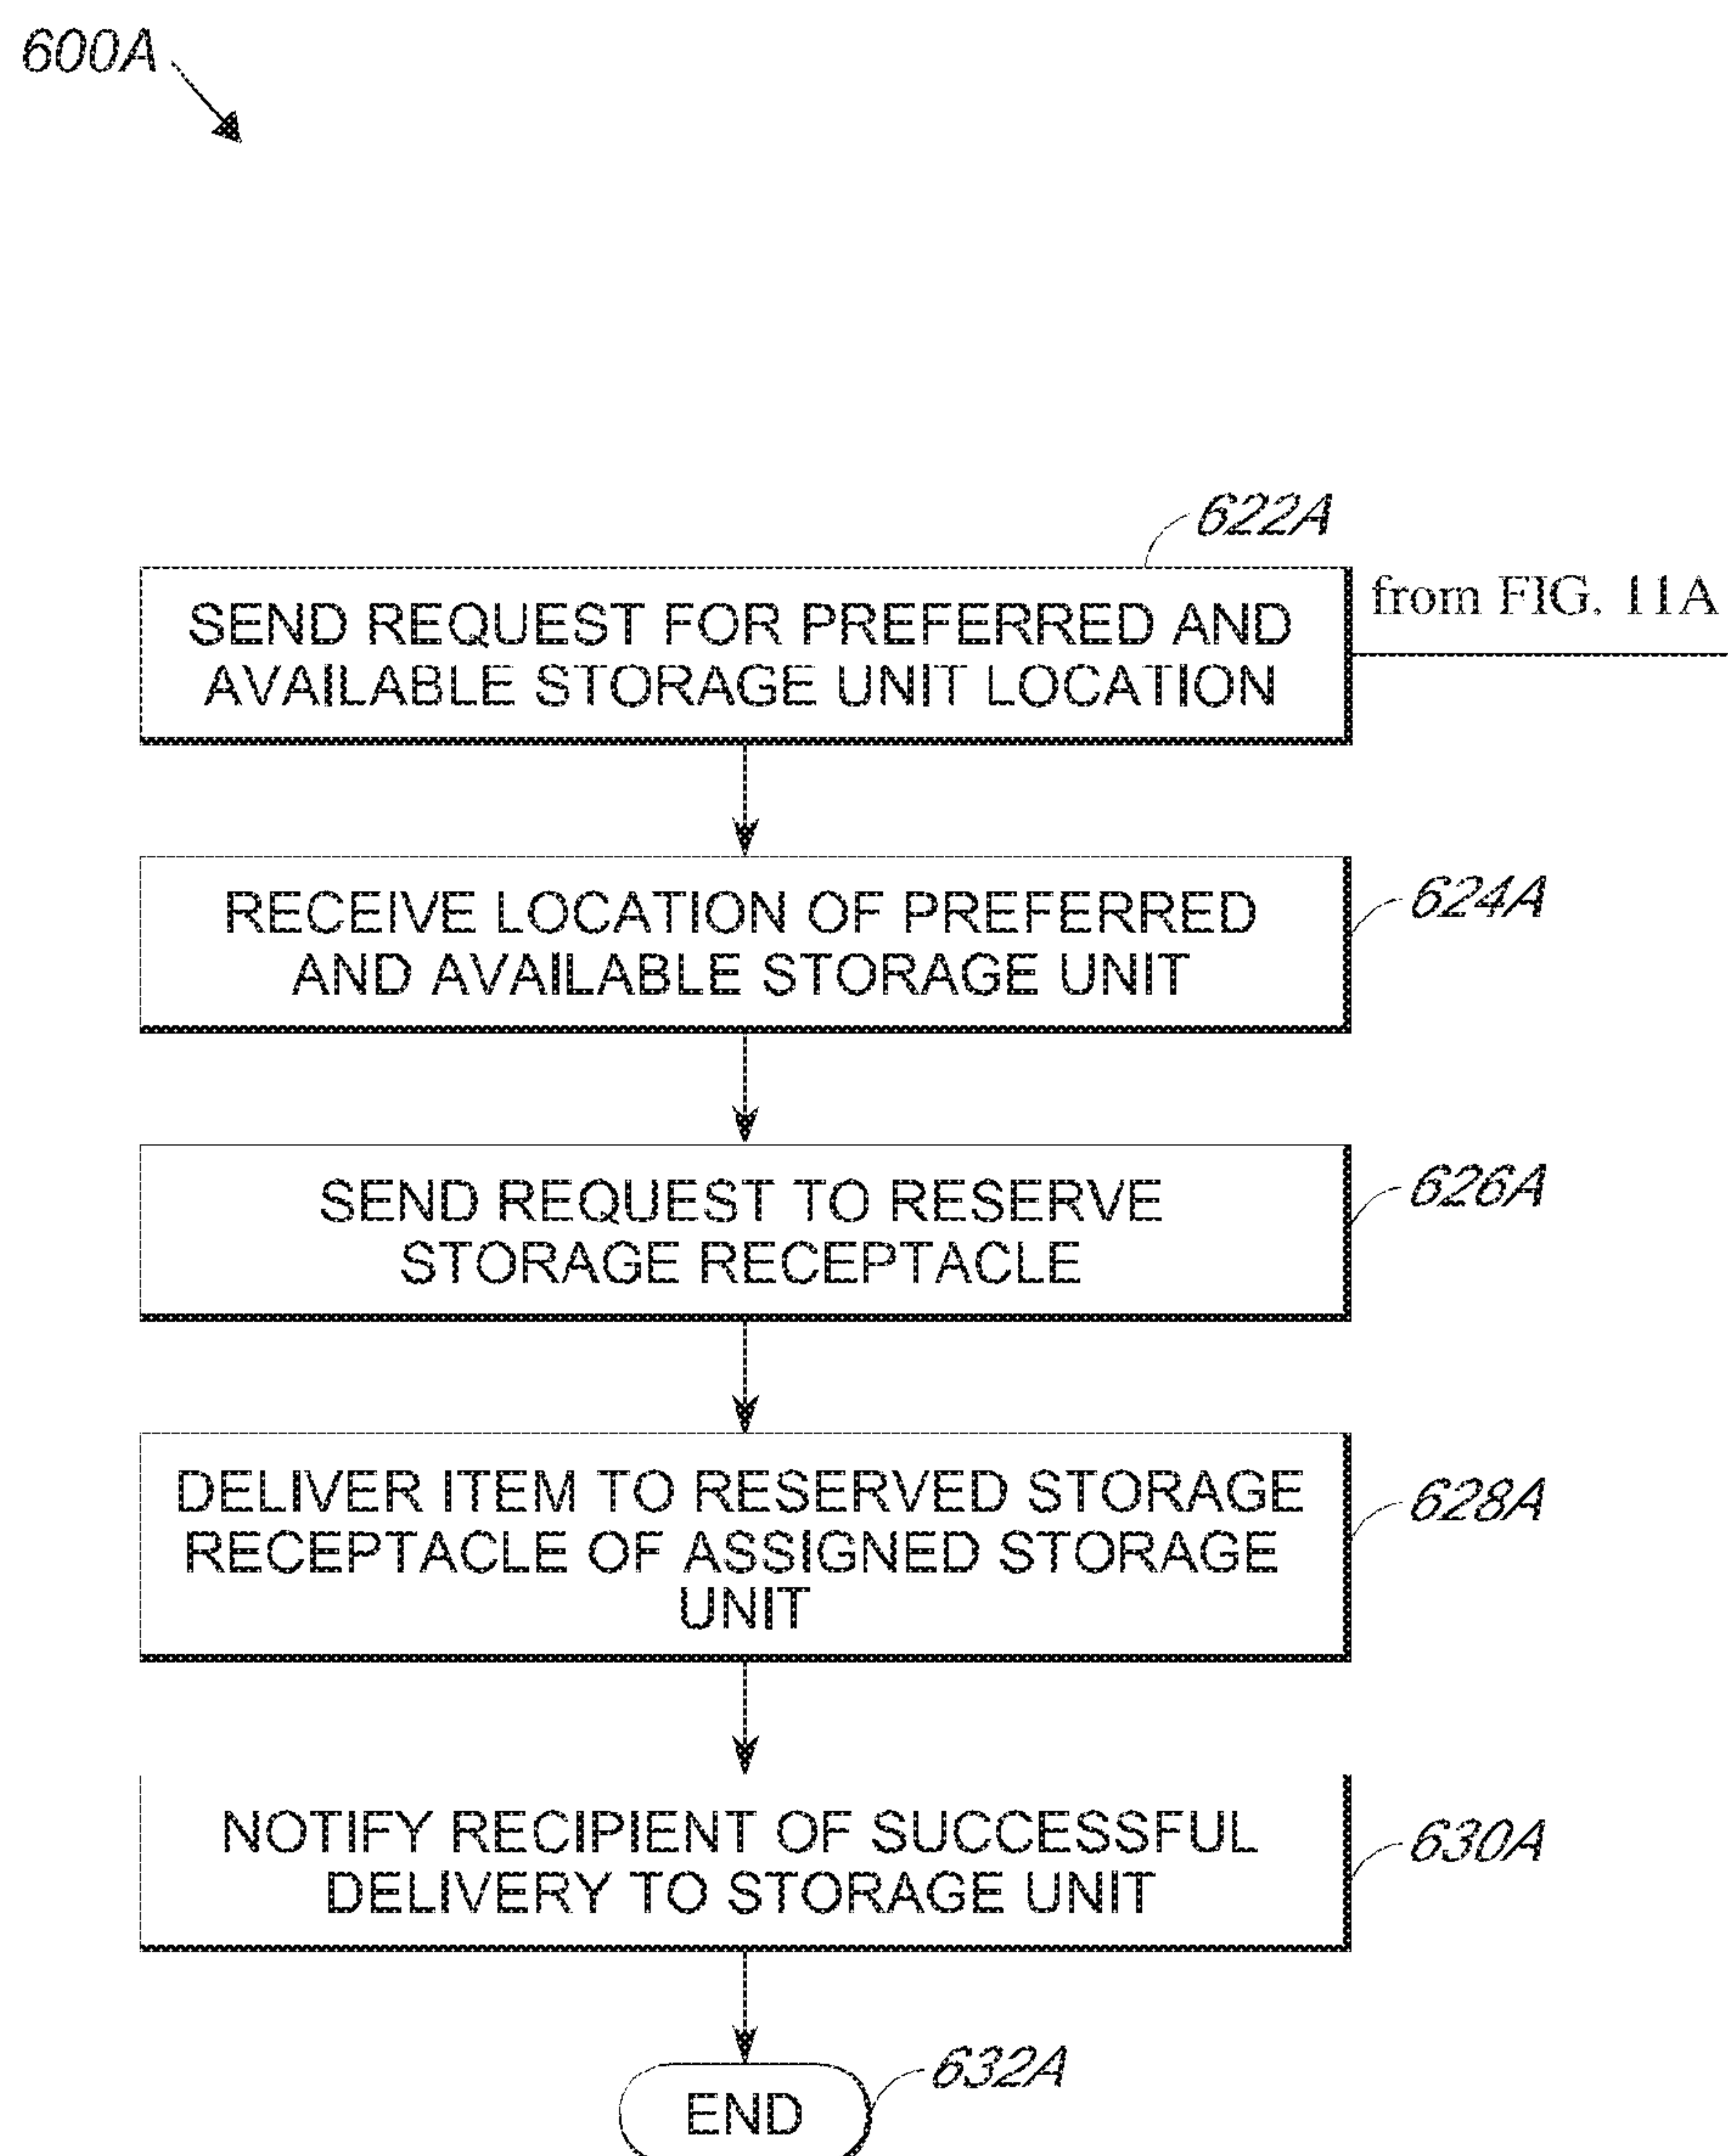 600A
622A
SEND REQUEST FOR PREFERRED AND
AVAILABLE STORAGE UNIT LOCATION
from FIG. 11A
RECEIVE LOCATION OF PREFERRED
AND AVAILABLE STORAGE UNIT
624A
SEND REQUEST TO RESERVE
STORAGE RECEPTACLE
626A
DELIVER ITEM TO RESERVED STORAGE
RECEPTACLE OF ASSIGNED STORAGE
UNIT
628A
NOTIFY RECIPIENT OF SUCCESSFUL
DELIVERY TO STORAGE UNIT
630A
END
632A